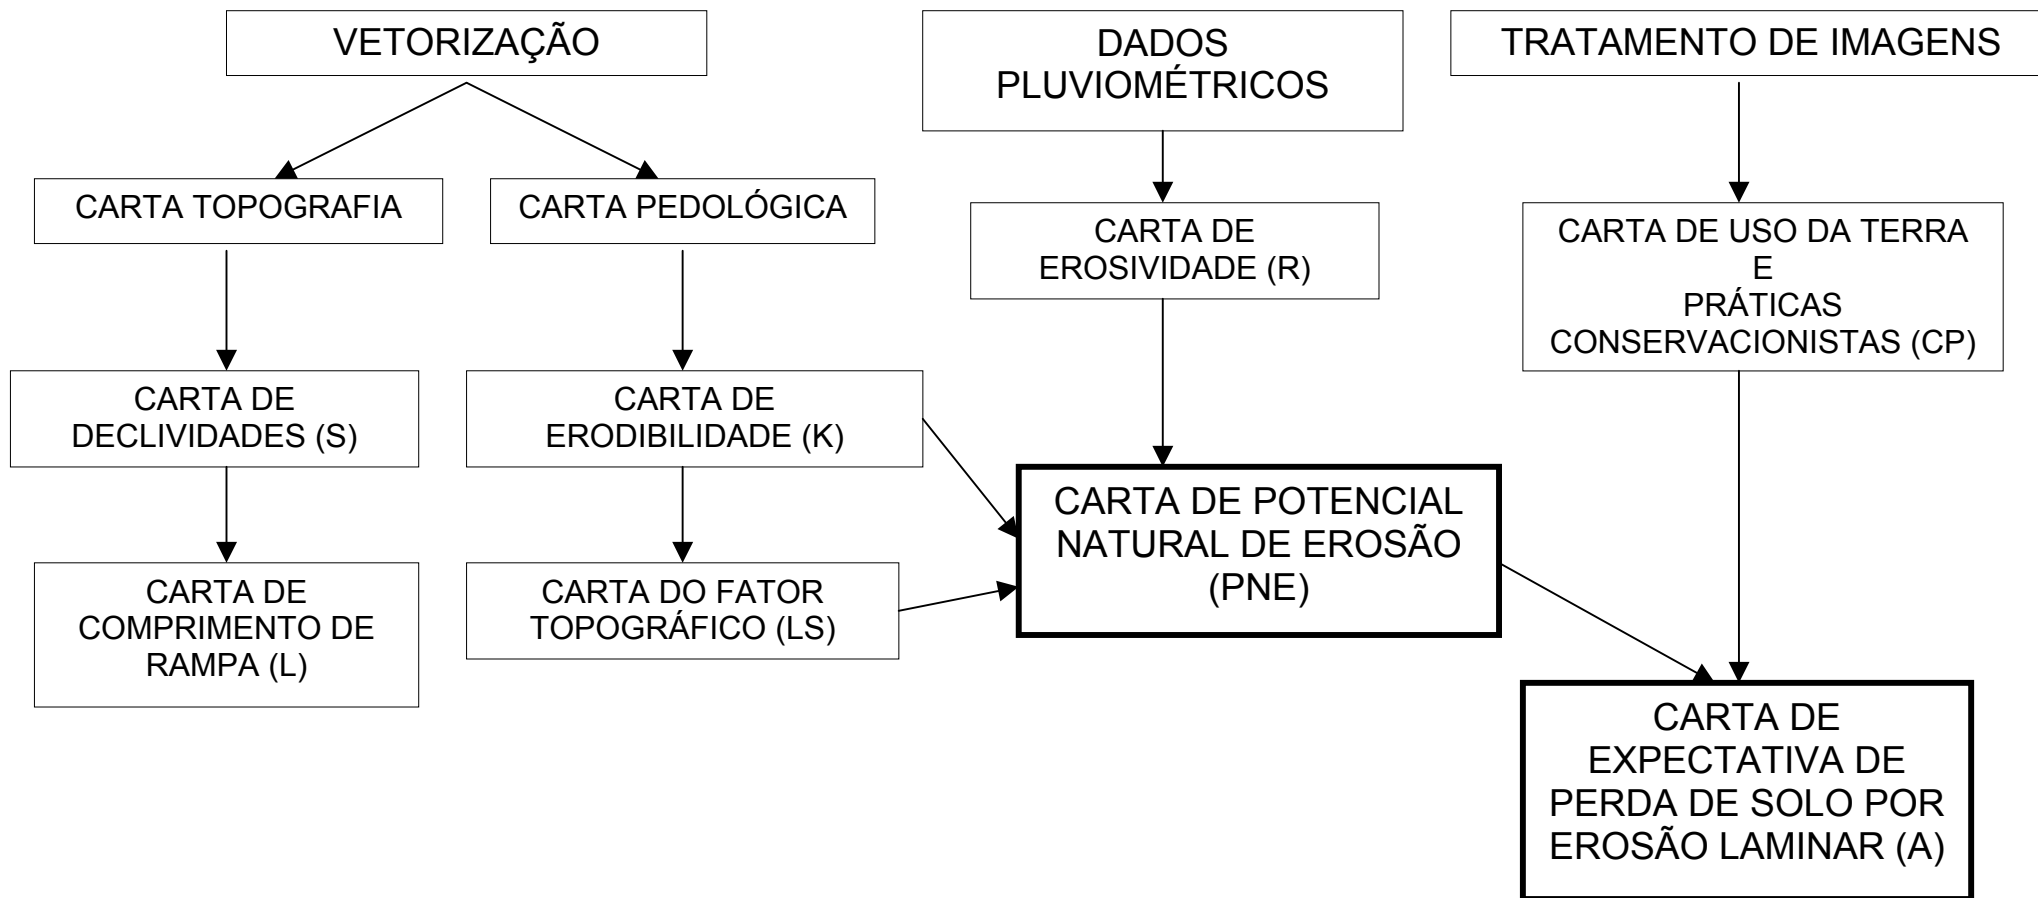 VETORIZAÇÃO
DADOS
PLUVIOMÉTRICOS
TRATAMENTO DE IMAGENS
CARTA TOPOGRAFIA
CARTA PEDOLÓGICA
CARTA DE
EROSIVIDADE (R)
CARTA DE USO DA TERRA
E
PRÁTICAS
CONSERVACIONISTAS (CP)
CARTA DE
DECLIVIDADES (S)
CARTA DE
ERODIBILIDADE (K)
CARTA DE POTENCIAL
NATURAL DE EROSÃO
(PNE)
CARTA DE
COMPRIMENTO DE
RAMPA (L)
CARTA DO FATOR
TOPOGRÁFICO (LS)
CARTA DE
EXPECTATIVA DE
PERDA DE SOLO POR
EROSÃO LAMINAR (A)